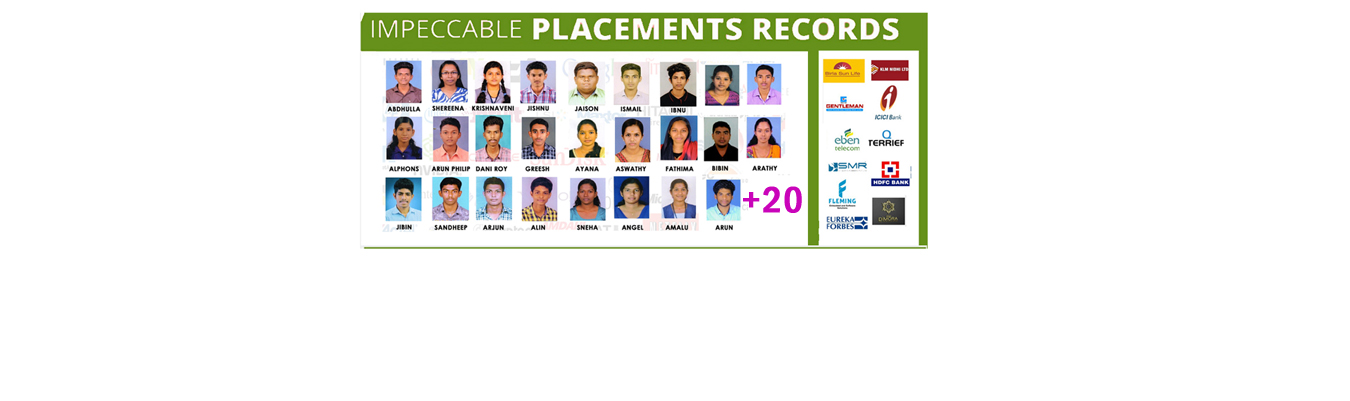 IMPECCABLE PLACEMENTS RECORDS
ABDHULLA SHEREENA KRISHNAVENI JISHNU JAISON ISMAIL IBNU
ALPHONS ARUN PHILIP DANI ROY GREESH AYANA ASWATHY FATHIMA BIBIN ARATHY
JIBIN SANDHEEP ARJUN ALIN SNEHA ANGEL AMALU ARUN
+20
Birla Sun Life
KLM NIDHI LTD
GENTLEMAN
ICICI Bank
eben
telecom
Q
TERRIER
SMR
HDFC BANK
FLEMING
EUREKA
FORBES